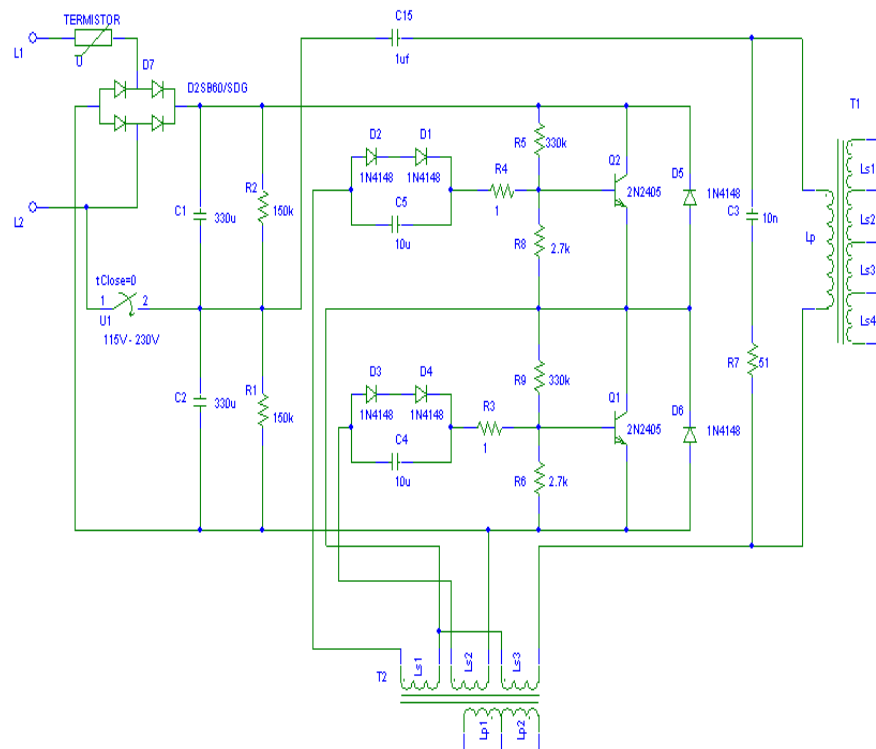 TERMISTOR
L1
U
D7
D2SB60/SDG
C15
1uf
T1
L2
C1
330u
R2
150k
D2
D1
1N4148
1N4148
C5
10u
R4
1
R5
330k
R8
2.7k
Q2
2N2405
D5
1N4148
C3
10n
Lp
Ls1
Ls2
Ls3
Ls4
tClose=0
1
2
U1
115V - 230V
C2
330u
R1
150k
D3
D4
1N4148
1N4148
C4
10u
R3
1
R9
330k
R6
2.7k
Q1
2N2405
D6
1N4148
R7
51
T2
Ls1
Ls2
Ls3
Lp1
Lp2